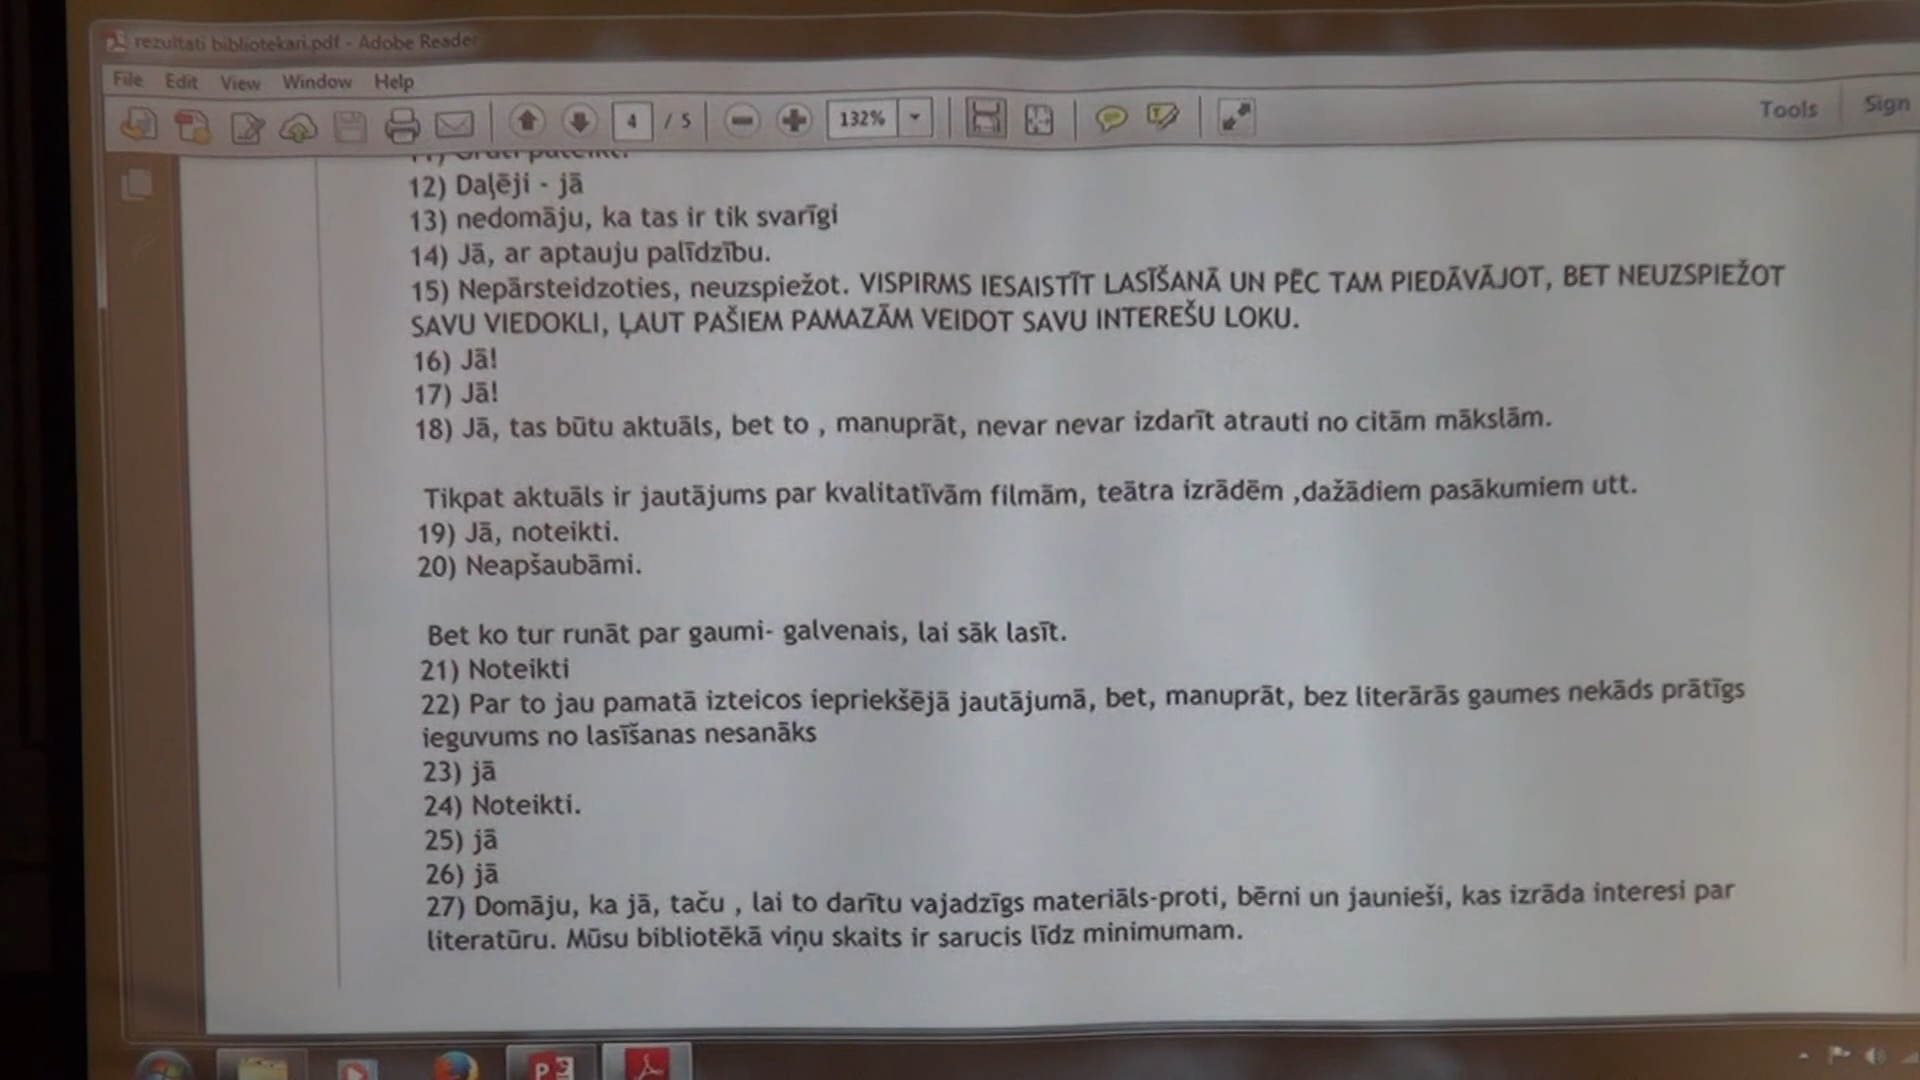 rezultati bibliotekari.pdf - Adobe Reader
File Edit View Window Help
4 / 5 132% Tools Sign
12) Daļēji - jā
13) nedomāju, ka tas ir tik svarīgi
14) Jā, ar aptauju palīdzību.
15) Nepārsteidzoties, neuzspiežot. VISPIRMS IESAISTĪT LASĪŠANĀ UN PĒC TAM PIEDĀVĀJOT, BET NEUZSPIEŽOT
SAVU VIEDOKLI, ĻAUT PAŠIEM PAMAZĀM VEIDOT SAVU INTEREŠU LOKU.
16) Jā!
17) Jā!
18) Jā, tas būtu aktuāls, bet to , manuprāt, nevar nevar izdarīt atrauti no citām mākslām.
Tikpat aktuāls ir jautājums par kvalitatīvām filmām, teātra izrādēm ,dažādiem pasākumiem utt.
19) Jā, noteikti.
20) Neapšaubāmi.
Bet ko tur runāt par gaumi- galvenais, lai sāk lasīt.
21) Noteikti
22) Par to jau pamatā izteicos iepriekšējā jautājumā, bet, manuprāt, bez literārās gaumes nekāds prātīgs
ieguvums no lasīšanas nesanāks
23) jā
24) Noteikti.
25) jā
26) jā
27) Domāju, ka jā, taču , lai to darītu vajadzīgs materiāls-proti, bērni un jaunieši, kas izrāda interesi par
literatūru. Mūsu bibliotēkā viņu skaits ir sarucis līdz minimumam.